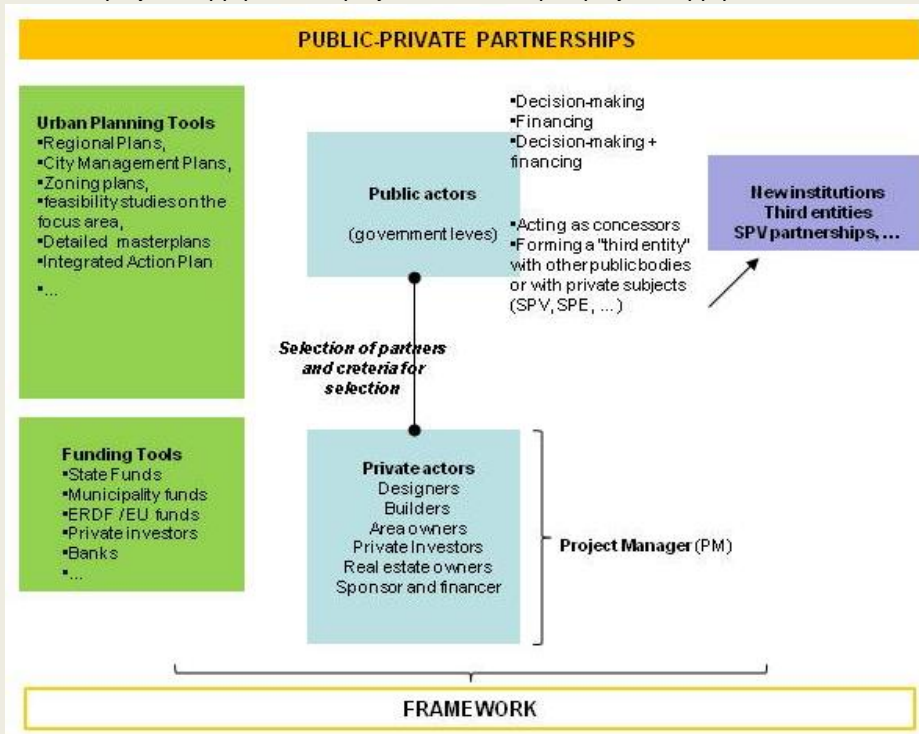 PUBLIC-PRIVATE PARTNERSHIPS
Urban Planning Tools
▪Regional Plans,
▪City Management Plans,
▪Zoning plans,
▪feasibility studies on the
focus area,
▪Detailed masterplans
▪Integrated Action Plan
▪...
Public actors
(government leves)
▪Decision-making
▪Financing
▪Decision-making +
financing
▪Acting as concessors
▪Forming a "third entity"
with other public bodies
or with private subjects
(SPV, SPE, ...)
New institutions
Third entities
SPV partnerships, ...
Selection of partners
and creteria for
selection
Funding Tools
▪State Funds
▪Municipality funds
▪ERDF /EU funds
▪Private investors
▪Banks
▪...
Private actors
Designers
Builders
Area owners
Private Investors
Real estate owners
Sponsor and financer
Project Manager (PM)
FRAMEWORK